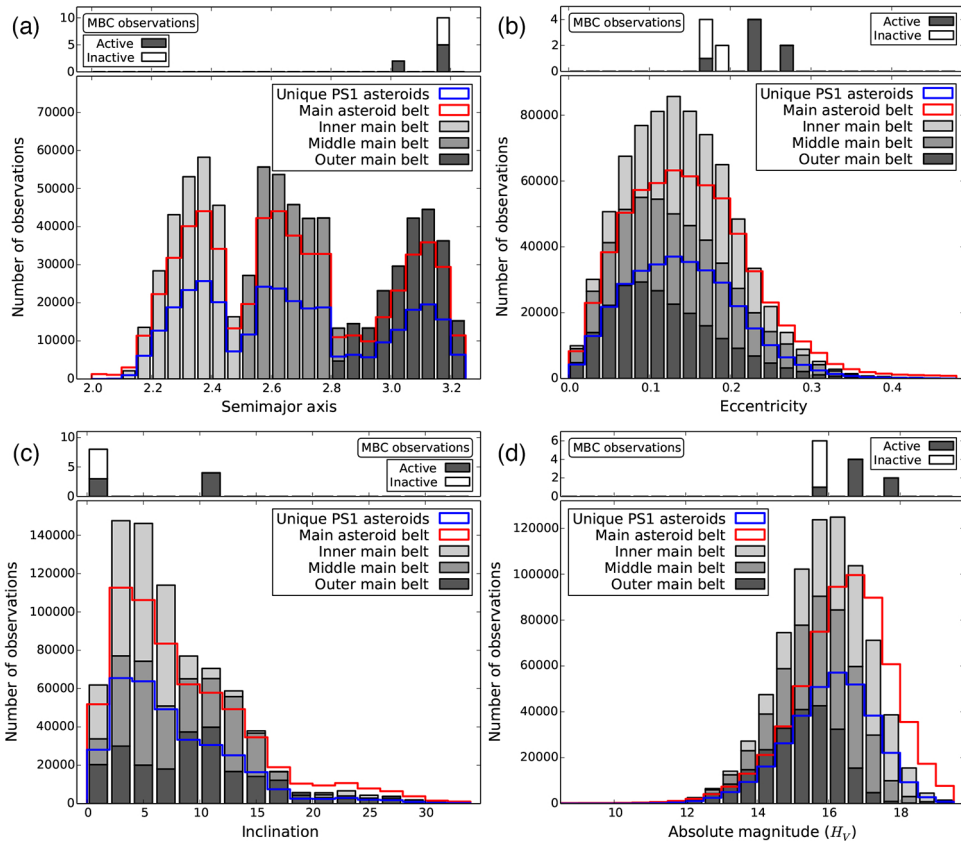 (a)
MBC observations
Active
Inactive
10
5
0
Unique PS1 asteroids
Main asteroid belt
Inner main belt
Middle main belt
Outer main belt
Number of observations
70000
60000
50000
40000
30000
20000
10000
0
2.0 2.2 2.4 2.6 2.8 3.0 3.2
Semimajor axis
(b)
MBC observations
Active
Inactive
4
2
0
Unique PS1 asteroids
Main asteroid belt
Inner main belt
Middle main belt
Outer main belt
Number of observations
80000
60000
40000
20000
0
0.0 0.1 0.2 0.3 0.4
Eccentricity
(c)
MBC observations
Active
Inactive
10
5
0
Unique PS1 asteroids
Main asteroid belt
Inner main belt
Middle main belt
Outer main belt
Number of observations
140000
120000
100000
80000
60000
40000
20000
0
0 5 10 15 20 25 30
Inclination
(d)
MBC observations
Active
Inactive
6
4
2
0
Unique PS1 asteroids
Main asteroid belt
Inner main belt
Middle main belt
Outer main belt
Number of observations
120000
100000
80000
60000
40000
20000
0
10 12 14 16 18
Absolute magnitude (H_V)